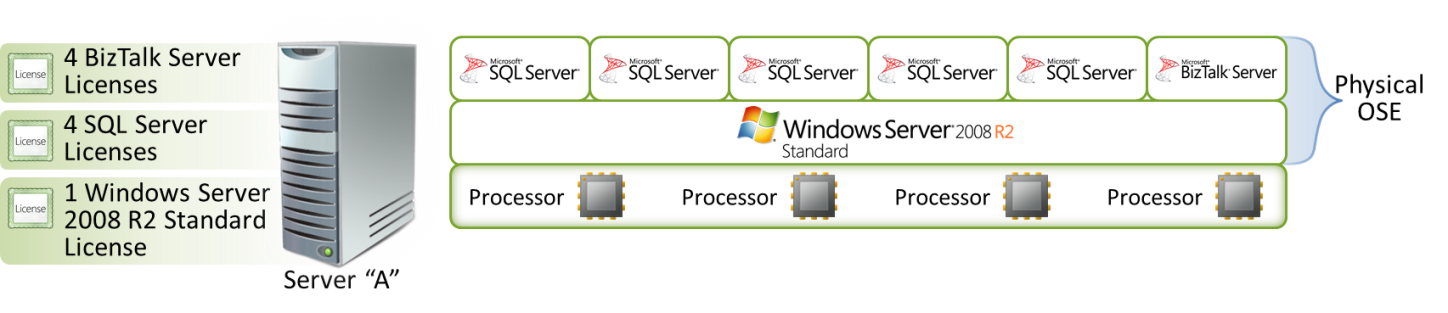 License
4 BizTalk Server
Licenses
License
4 SQL Server
Licenses
License
1 Windows Server
2008 R2 Standard
License
Server “A”
Microsoft®
SQL Server®
Microsoft®
SQL Server®
Microsoft®
SQL Server®
Microsoft®
SQL Server®
Microsoft®
SQL Server®
Microsoft®
BizTalk® Server
Windows Server® 2008 R2
Standard
Processor
Processor
Processor
Processor
Physical
OSE